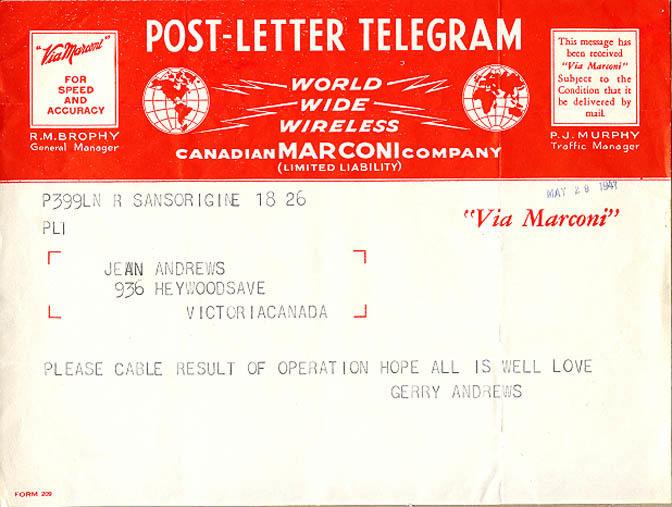 POST-LETTER TELEGRAM
"Via Marconi"
FOR
SPEED
AND
ACCURACY
R.M. BROPHY
General Manager
WORLD
WIDE
WIRELESS
CANADIAN MARCONI COMPANY
(LIMITED LIABILITY)
This message has
been received
"Via Marconi"
Subject to the
Condition that it
be delivered by
mail.
P.J. MURPHY
Traffic Manager
P399LN R SANSORIGINE 18 26
MAY 28 1941
PL1
"Via Marconi"
JEAN ANDREWS
936 HEYWOODSAVE
VICTORIACANADA
PLEASE CABLE RESULT OF OPERATION HOPE ALL IS WELL LOVE
GERRY ANDREWS
FORM 209